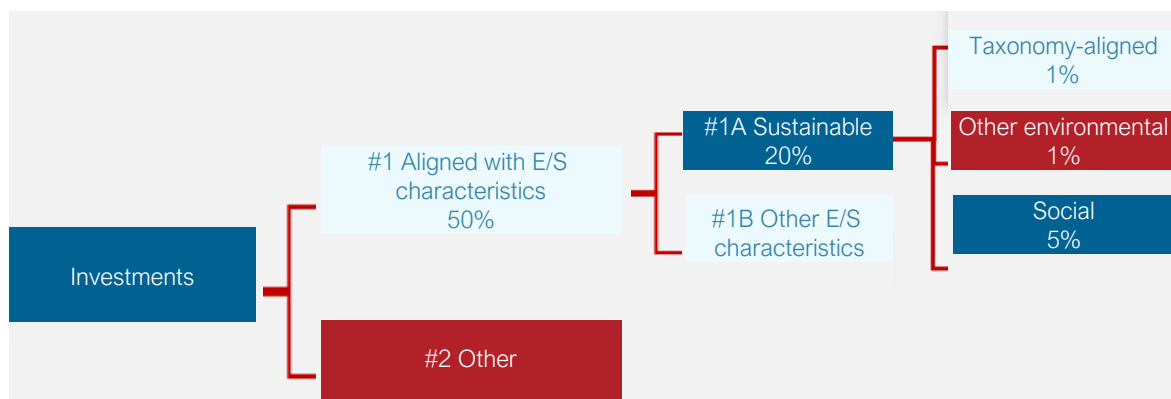 Investments
#1 Aligned with E/S
characteristics
50%
#2 Other
#1A Sustainable
20%
#1B Other E/S
characteristics
Taxonomy-aligned
1%
Other environmental
1%
Social
5%